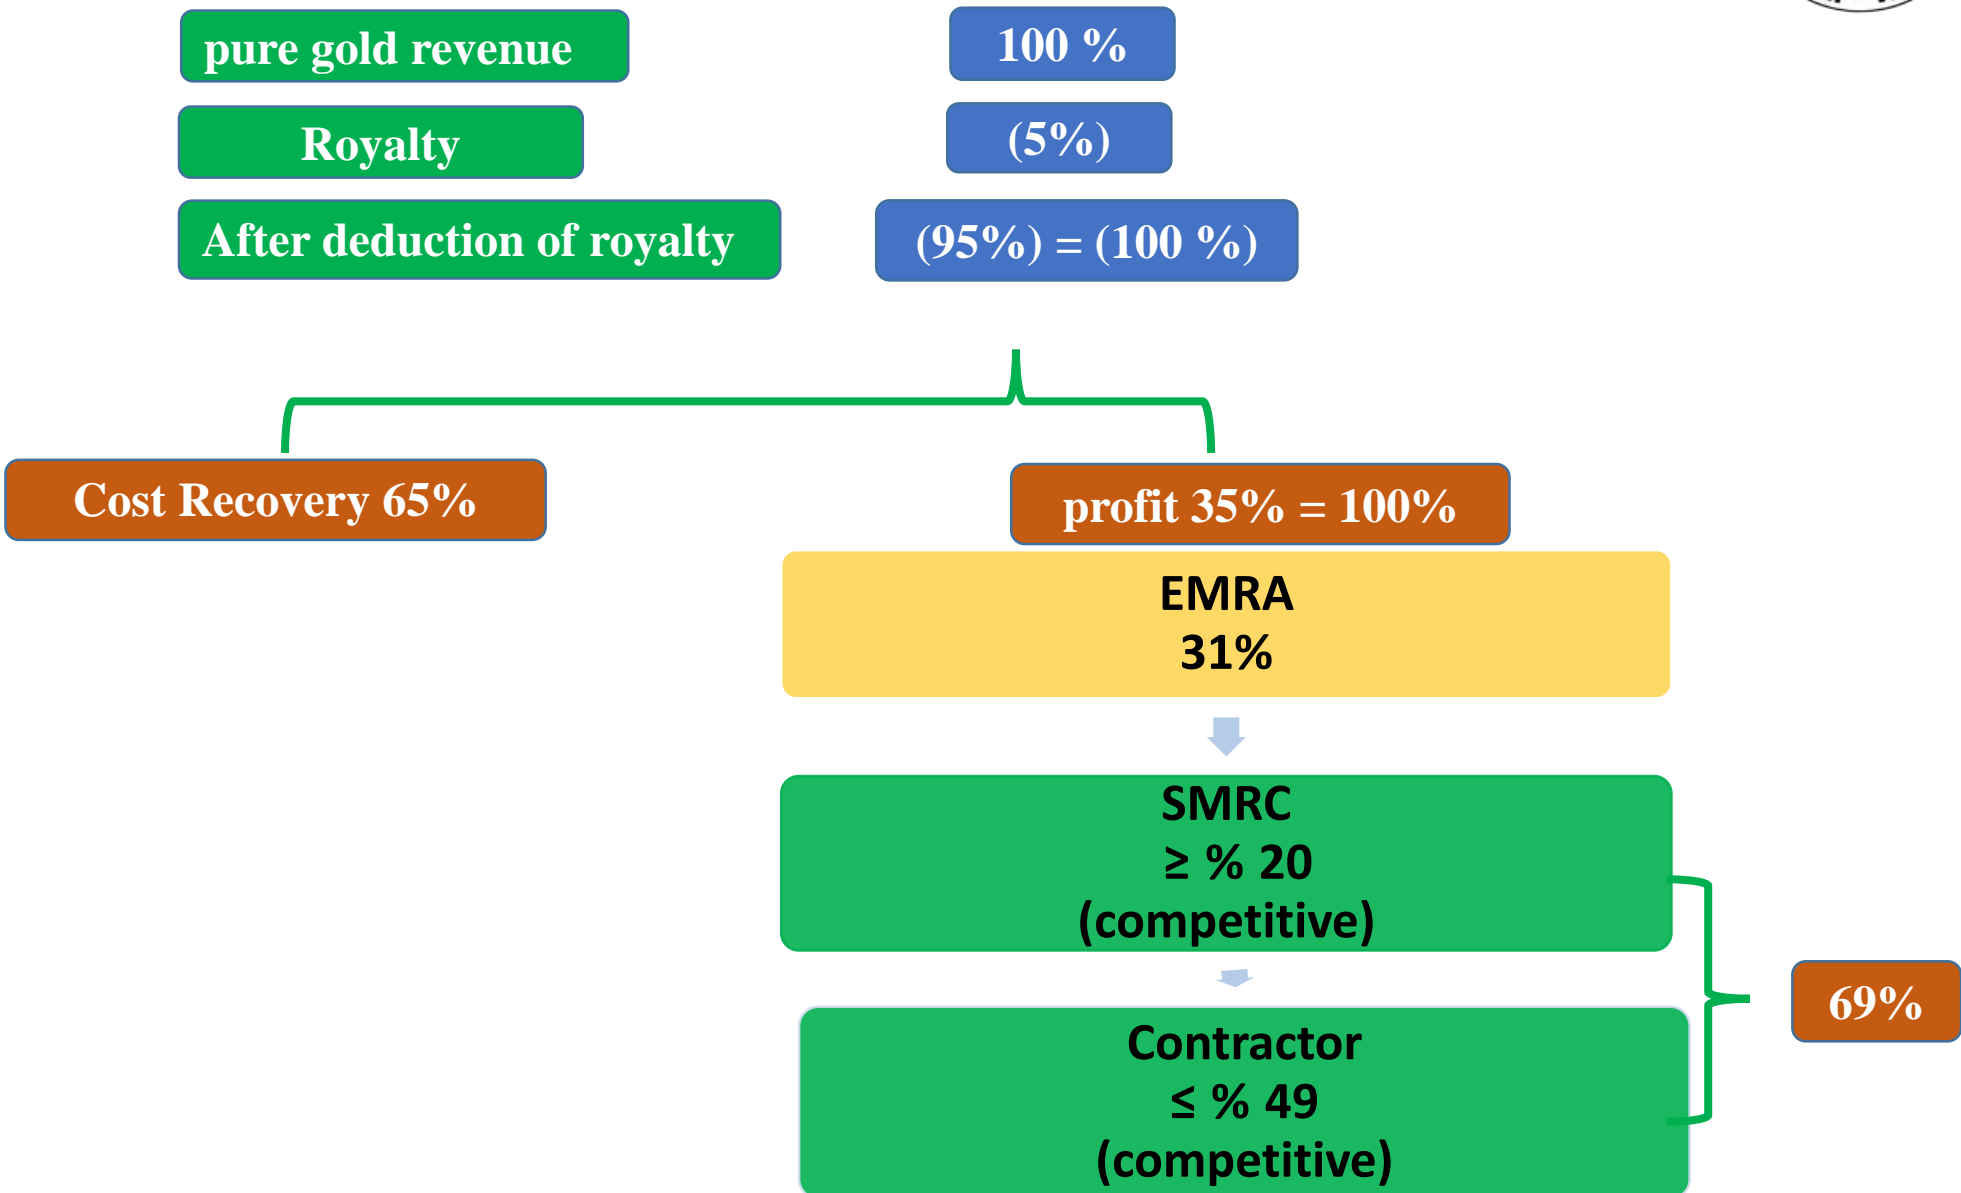 pure gold revenue
100 %
Royalty
(5%)
After deduction of royalty
(95%) = (100 %)
Cost Recovery 65%
profit 35% = 100%
EMRA
31%
SMRC
≥ % 20
(competitive)
69%
Contractor
≤ % 49
(competitive)